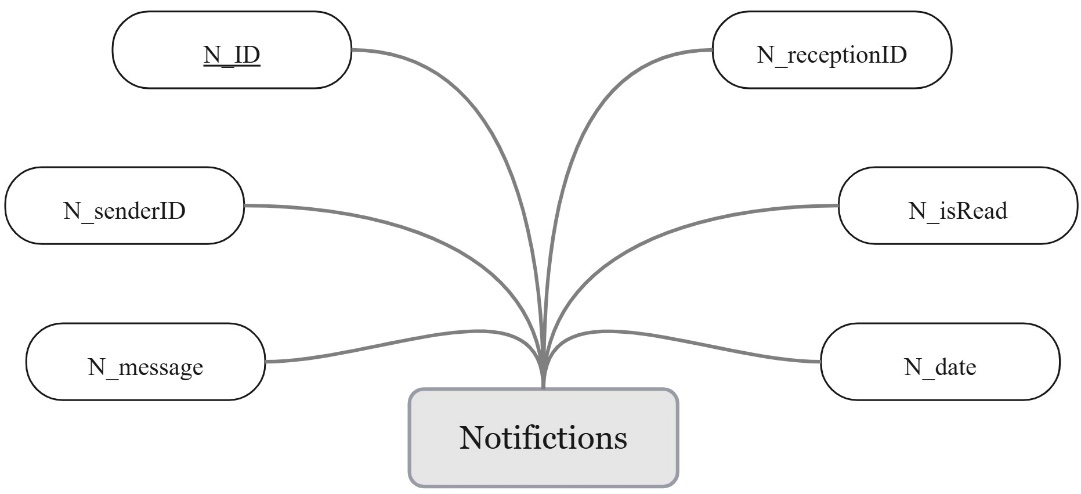 N_ID
N_receptionID
N_senderID
N_isRead
N_message
N_date
Notifictions